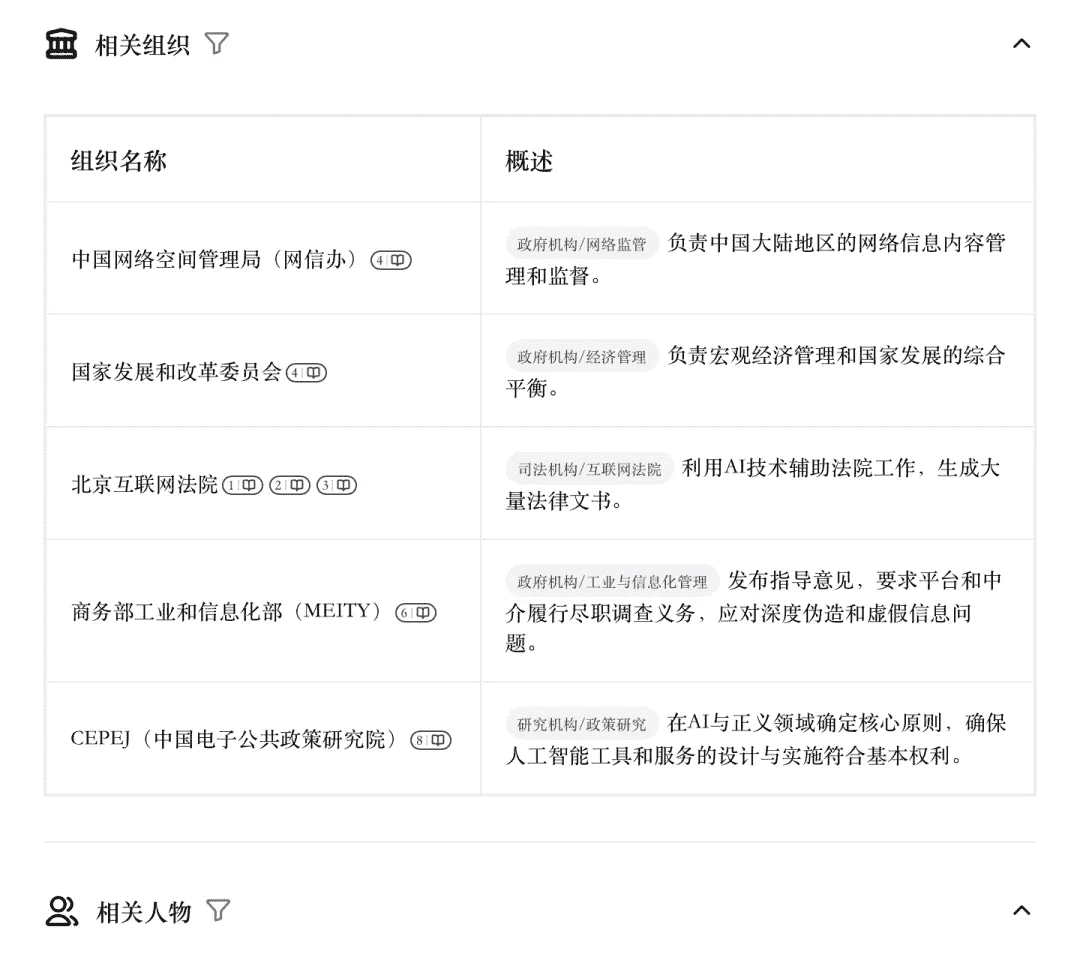 相关组织
组织名称
概述
中国网络空间管理局（网信办） 4
政府机构/网络监管 负责中国大陆地区的网络信息内容管
理和监督。
国家发展和改革委员会 4
政府机构/经济管理 负责宏观经济管理和国家发展的综合
平衡。
北京互联网法院 1 2 3
司法机构/互联网法院 利用AI技术辅助法院工作，生成大
量法律文书。
商务部工业和信息化部（MEITY） 6
政府机构/工业与信息化管理 发布指导意见，要求平台和中
介履行尽职调查义务，应对深度伪造和虚假信息问
题。
CEPEJ（中国电子公共政策研究院） 8
研究机构/政策研究 在AI与正义领域确定核心原则，确保
人工智能工具和服务的设计与实施符合基本权利。
相关人物